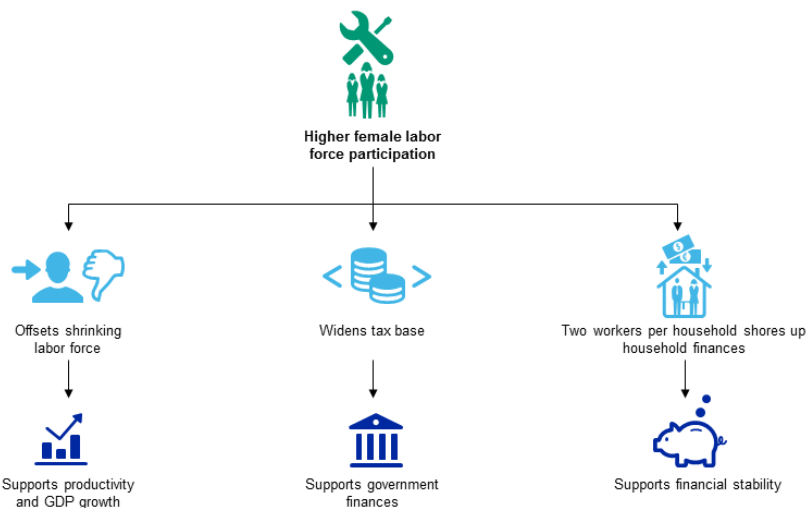 Higher female labor
force participation
Offsets shrinking
labor force
Widens tax base
Two workers per household shores up
household finances
Supports productivity
and GDP growth
Supports government
finances
Supports financial stability